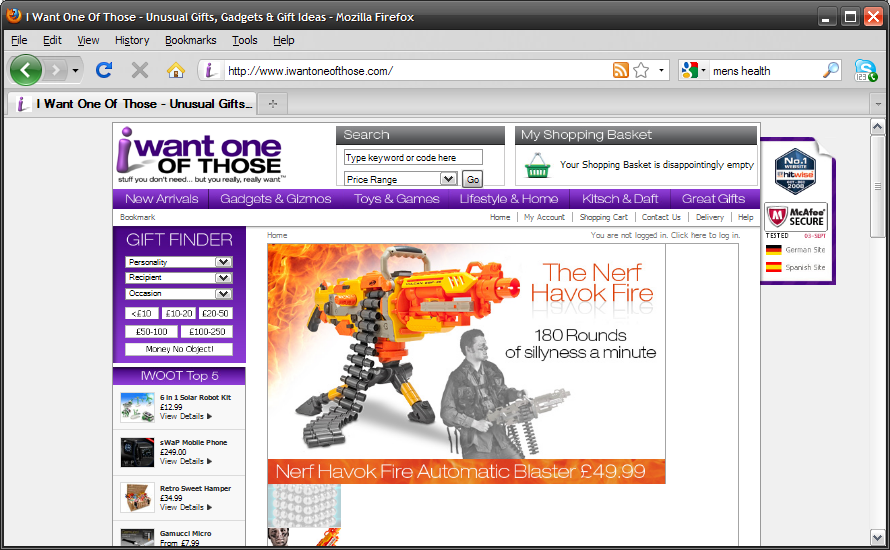 I Want One Of Those - Unusual Gifts, Gadgets & Gift Ideas - Mozilla Firefox
File Edit View History Bookmarks Tools Help
http://www.iwantoneofthose.com/
mens health
I Want One Of Those - Unusual Gifts...
i want one
OF THOSE
stuff you don't need... but you really, really want™
Search
Type keyword or code here
Price Range
Go
My Shopping Basket
Your Shopping Basket is disappointingly empty
No.1
WEBSITE
hitwise
2008
McAfee
SECURE
TESTED 03-SEPT
German Site
Spanish Site
New Arrivals Gadgets & Gizmos Toys & Games Lifestyle & Home Kitsch & Daft Great Gifts
Bookmark
Home My Account Shopping Cart Contact Us Delivery Help
GIFT FINDER
Personality
Recipient
Occasion
<£10 £10-20 £20-50
£50-100 £100-250
Money No Object!
Home
You are not logged in. Click here to log in.
The Nerf
Havok Fire
180 Rounds
of sillyness a minute
Nerf Havok Fire Automatic Blaster £49.99
IWOOT Top 5
6 in 1 Solar Robot Kit
£12.99
View Details
sWaP Mobile Phone
£249.00
View Details
Retro Sweet Hamper
£34.99
View Details
Gamucci Micro
From £7.99